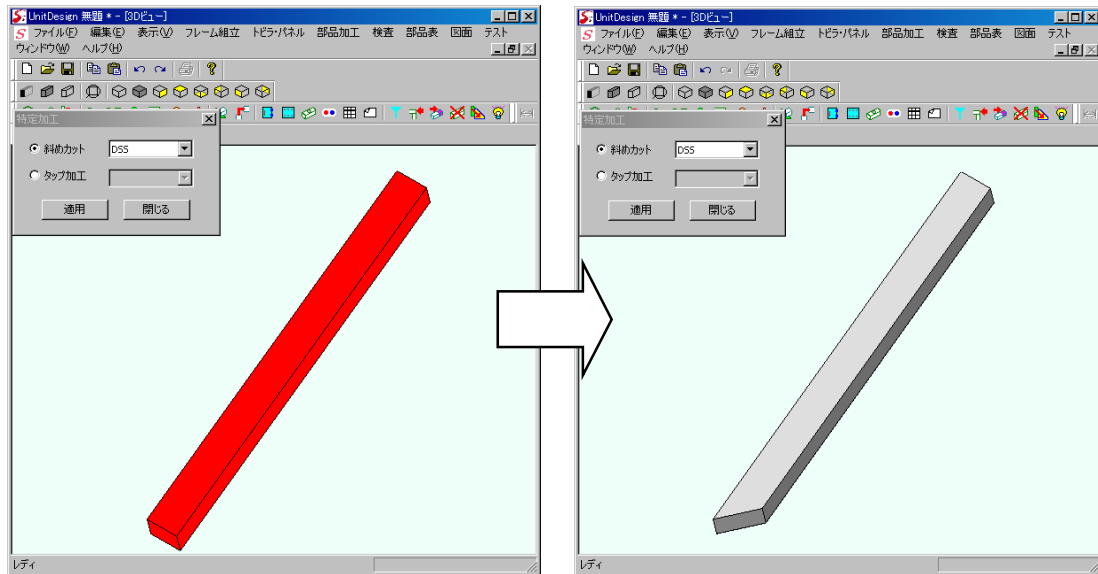 UnitDesign 無題 * - [3Dビュー]
ファイル(F) 編集(E) 表示(V) フレーム組立 トビラ・パネル 部品加工 検査 部品表 図面 テスト
ウィンドウ(W) ヘルプ(H)
特定加工
斜めカット DS5
タップ加工
適用 閉じる
レディ
UnitDesign 無題 * - [3Dビュー]
ファイル(F) 編集(E) 表示(V) フレーム組立 トビラ・パネル 部品加工 検査 部品表 図面 テスト
ウィンドウ(W) ヘルプ(H)
特定加工
斜めカット DS5
タップ加工
適用 閉じる
レディ